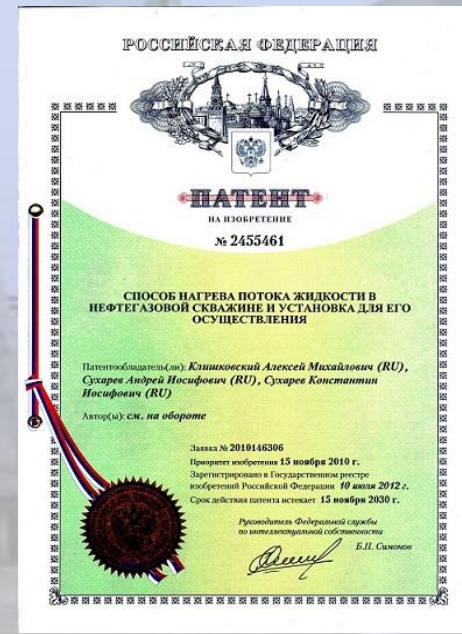 РОССИЙСКАЯ ФЕДЕРАЦИЯ
ПАТЕНТ
НА ИЗОБРЕТЕНИЕ
№ 2455461
СПОСОБ НАГРЕВА ПОТОКА ЖИДКОСТИ В
НЕФТЕГАЗОВОЙ СКВАЖИНЕ И УСТАНОВКА ДЛЯ ЕГО
ОСУЩЕСТВЛЕНИЯ
Патентообладатель(ли): Клишковский Алексей Михайлович (RU),
Сухарев Андрей Иосифович (RU), Сухарев Константин
Иосифович (RU)
Автор(ы): см. на обороте
Заявка № 2010146306
Приоритет изобретения 15 ноября 2010 г.
Зарегистрировано в Государственном реестре
изобретений Российской Федерации 10 июля 2012 г.
Срок действия патента истекает 15 ноября 2030 г.
Руководитель Федеральной службы
по интеллектуальной собственности
Б.П. Симонов